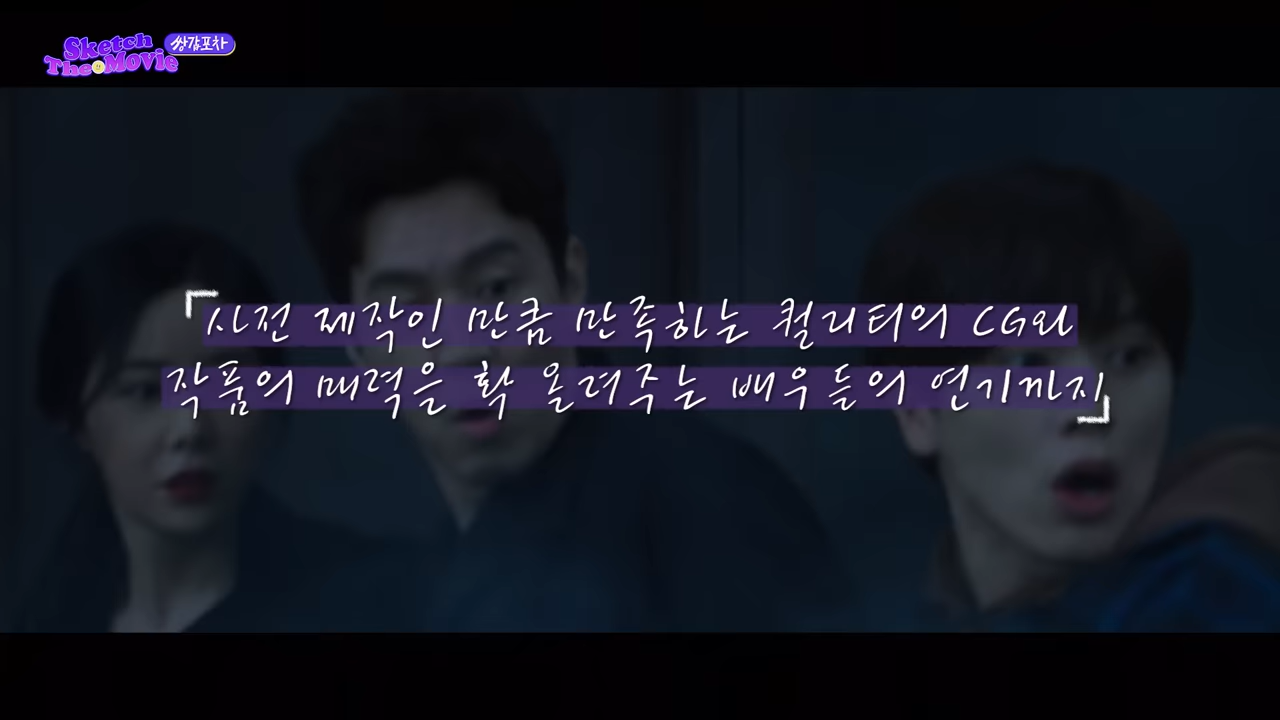 Sketch
The Movie
쌍갑포차
「사전 제작인 만큼 만족하는 퀄리티의 CG와
작품의 매력을 확 올려주는 배우들의 연기까지」